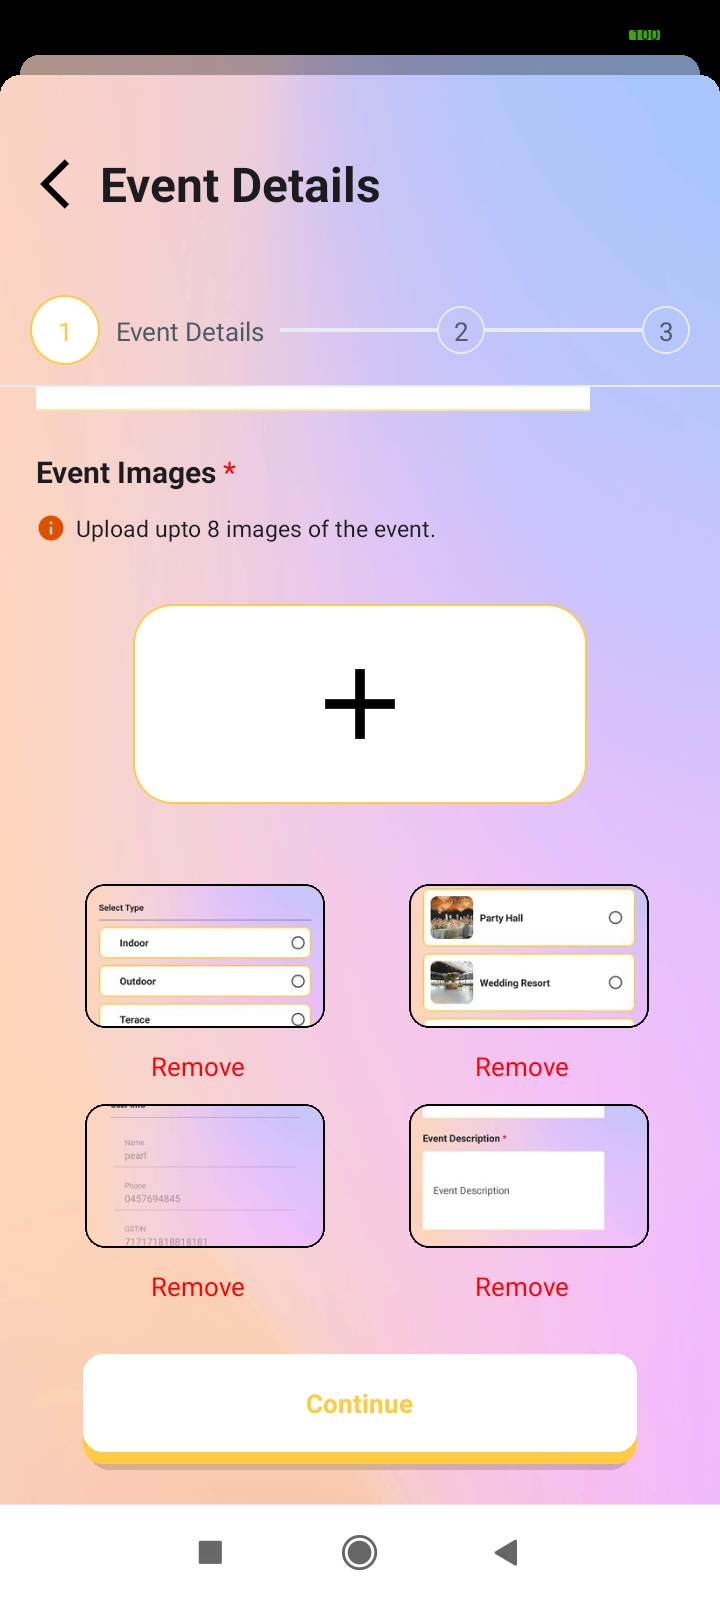 100
Event Details
1 Event Details 2 3
Event Images *
Upload upto 8 images of the event.
Select Type
Indoor
Outdoor
Terace
Remove
Party Hall
Wedding Resort
Remove
User Info
Name
pearl
Phone
0457694845
GSTIN
717171818818181
Remove
Event Description *
Event Description
Remove
Continue